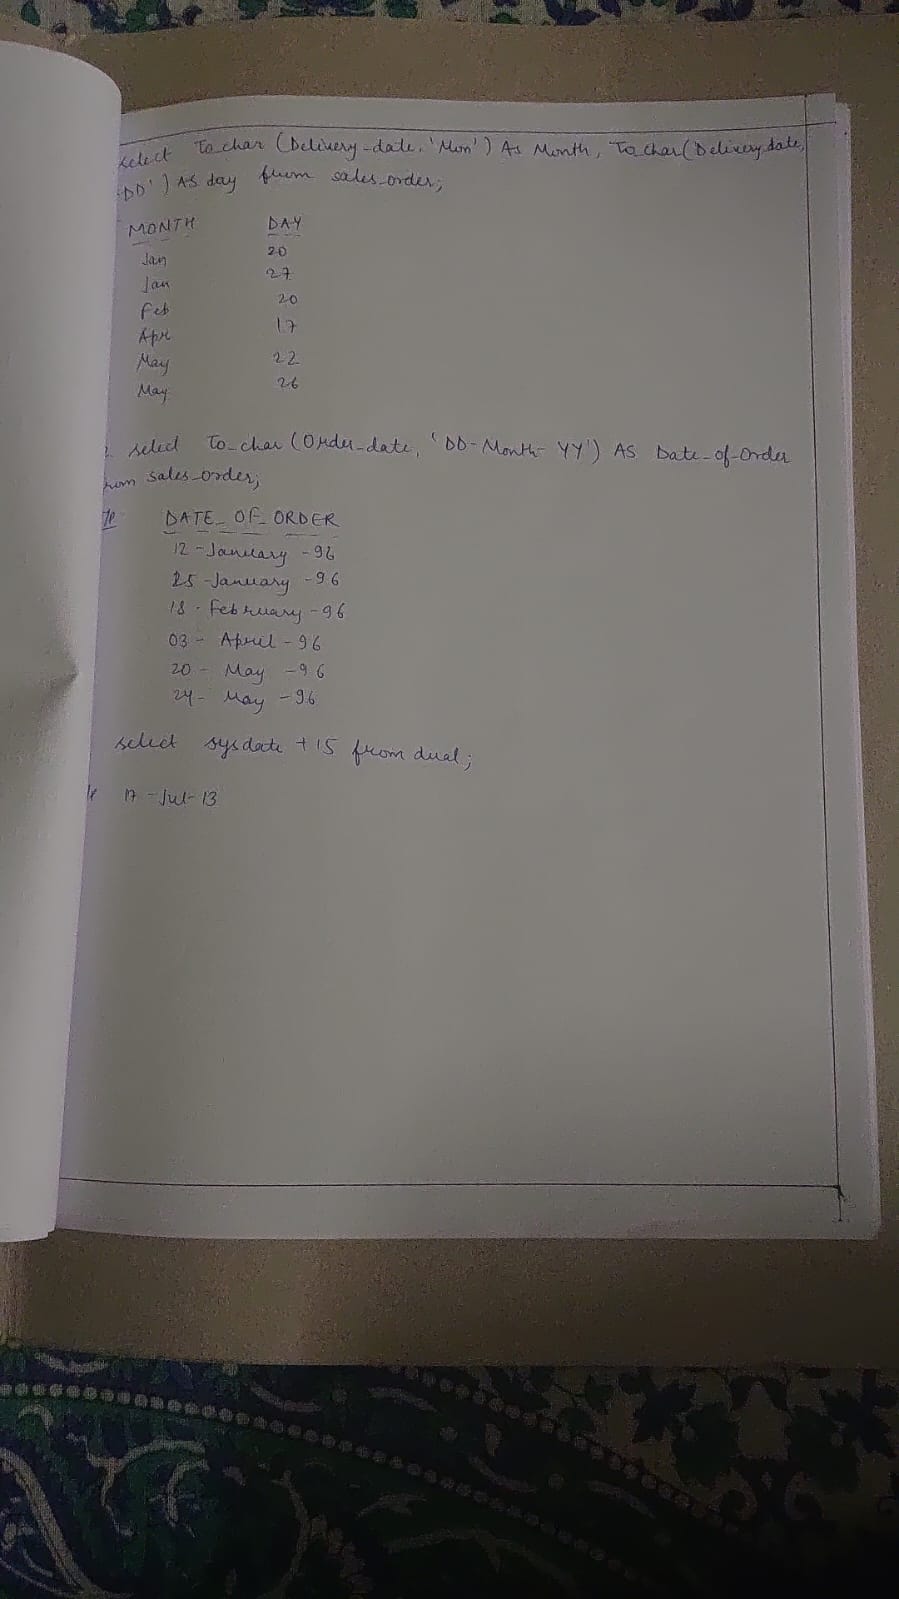 select To_char (Delivery-date, 'Mon') As Month, To_char(Delivery_date,
'DD') AS day from sales_order;
MONTH DAY
Jan 20
Jan 27
Feb 20
Apr 17
May 22
May 26
select To_char (Order_date, 'DD-Month-YY') AS Date_of_Order
from sales_order;
DATE_OF_ORDER
12-January-96
25-January-96
18-February-96
03-April-96
20-May-96
24-May-96
select sysdate +15 from dual;
17-Jul-13